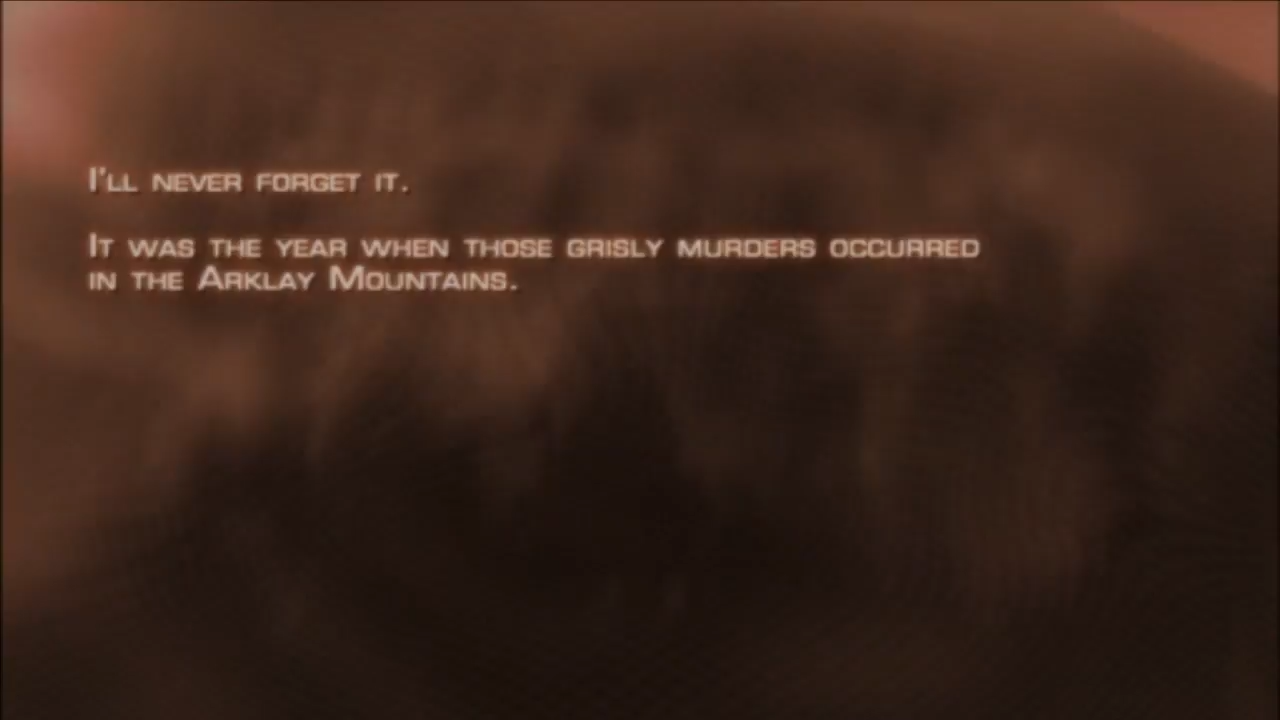 I'll never forget it.
It was the year when those grisly murders occurred
in the Arklay Mountains.